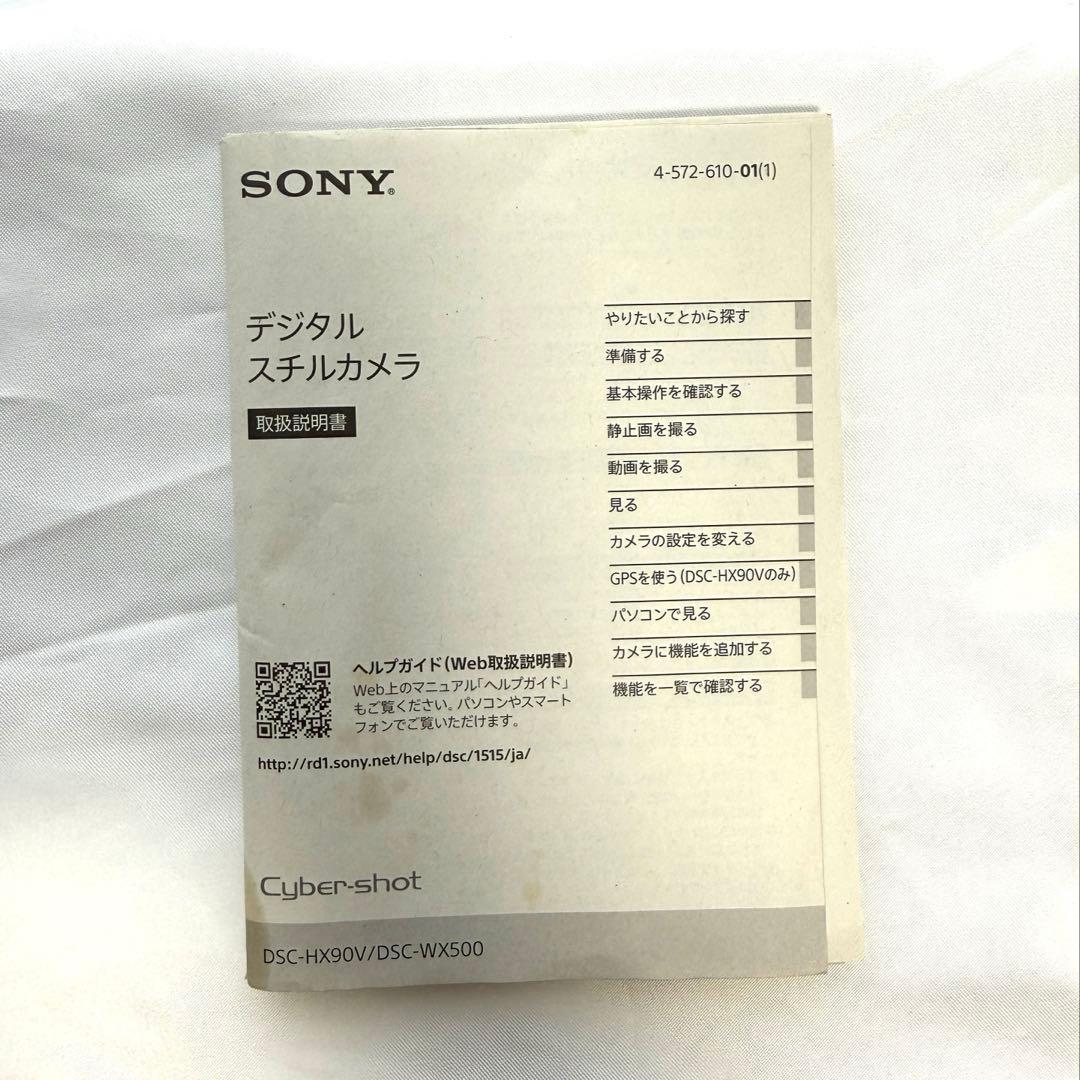 SONY®
4-572-610-01(1)
デジタル
スチルカメラ
取扱説明書
やりたいことから探す
準備する
基本操作を確認する
静止画を撮る
動画を撮る
見る
カメラの設定を変える
GPSを使う(DSC-HX90Vのみ)
パソコンで見る
カメラに機能を追加する
機能を一覧で確認する
ヘルプガイド(Web取扱説明書)
Web上のマニュアル「ヘルプガイド」
もご覧ください。パソコンやスマート
フォンでご覧いただけます。
http://rd1.sony.net/help/dsc/1515/ja/
Cyber-shot
DSC-HX90V/DSC-WX500